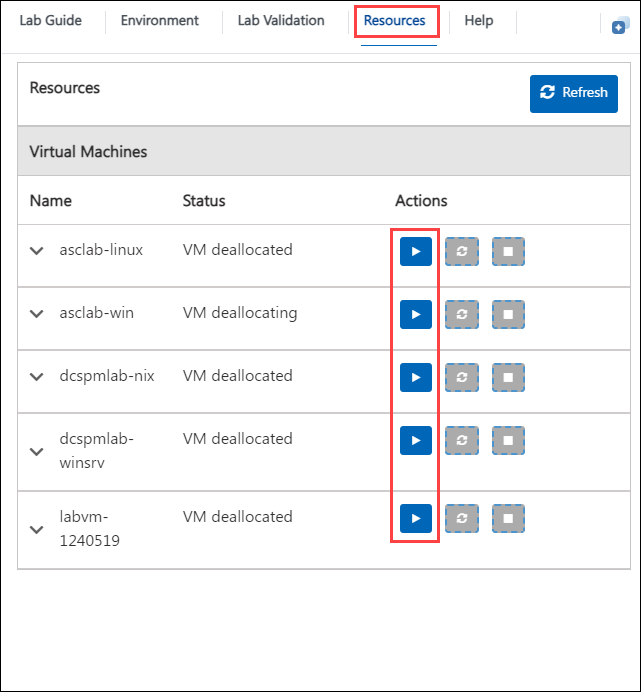 Lab Guide Environment Lab Validation Resources Help
Resources
Refresh
Virtual Machines
Name Status Actions
asclab-linux VM deallocated
asclab-win VM deallocating
dcspmlab-nix VM deallocated
dcspmlab- VM deallocated
winsrv
labvm- VM deallocated
1240519